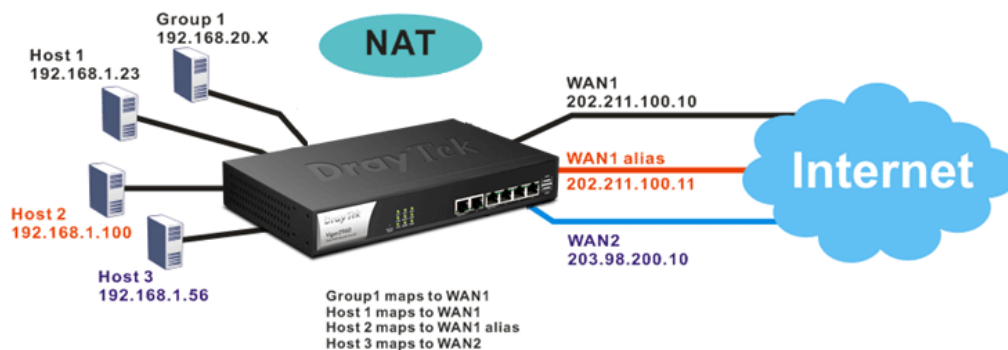 Group 1
192.168.20.X
NAT
Host 1
192.168.1.23
WAN1
202.211.100.10
DrayTek
WAN1 alias
202.211.100.11
Internet
Host 2
192.168.1.100
DrayTek
Vigor2960
WAN2
203.98.200.10
Host 3
192.168.1.56
Group1 maps to WAN1
Host 1 maps to WAN1
Host 2 maps to WAN1 alias
Host 3 maps to WAN2